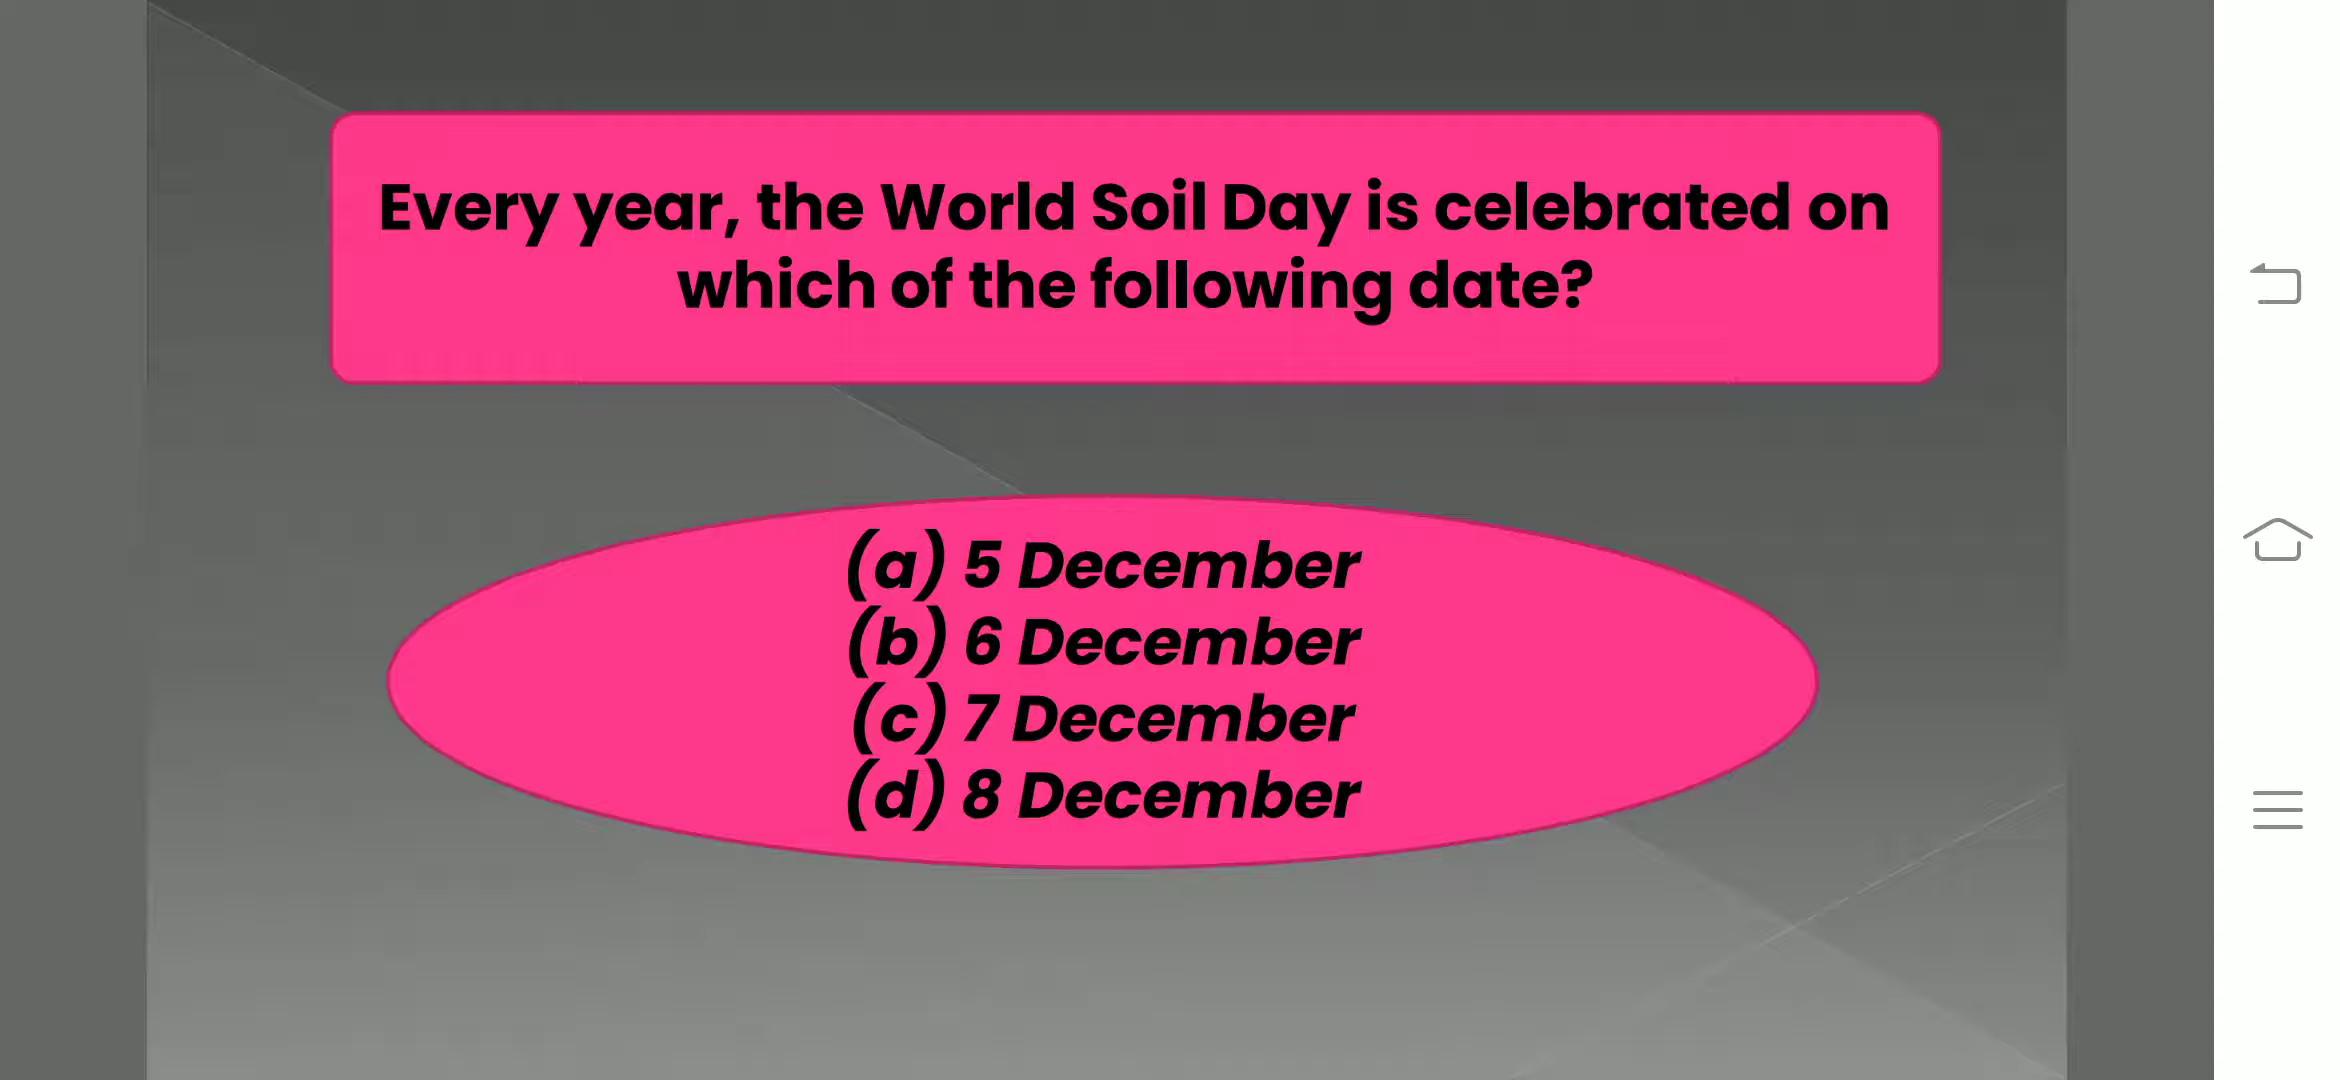 Every year, the World Soil Day is celebrated on
which of the following date?
(a) 5 December
(b) 6 December
(c) 7 December
(d) 8 December